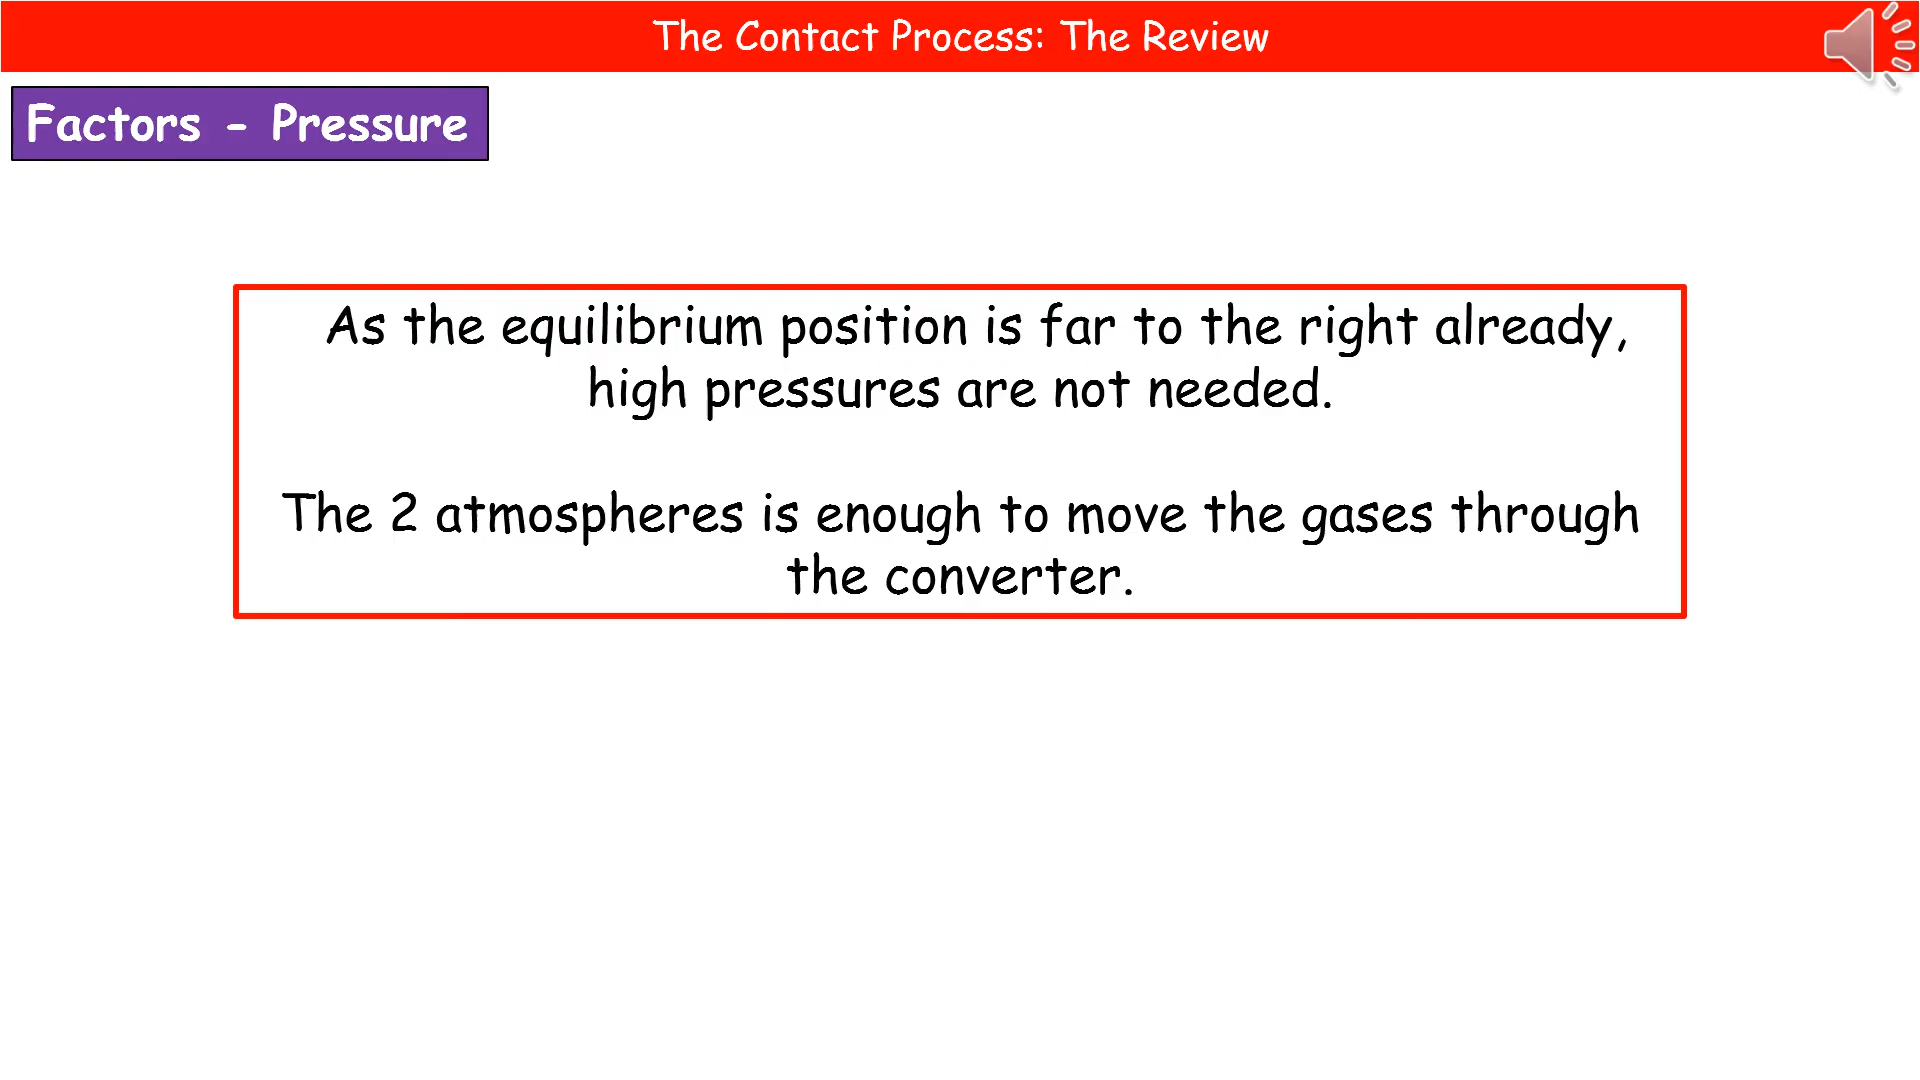 The Contact Process: The Review
Factors - Pressure
As the equilibrium position is far to the right already,
high pressures are not needed.
The 2 atmospheres is enough to move the gases through
the converter.